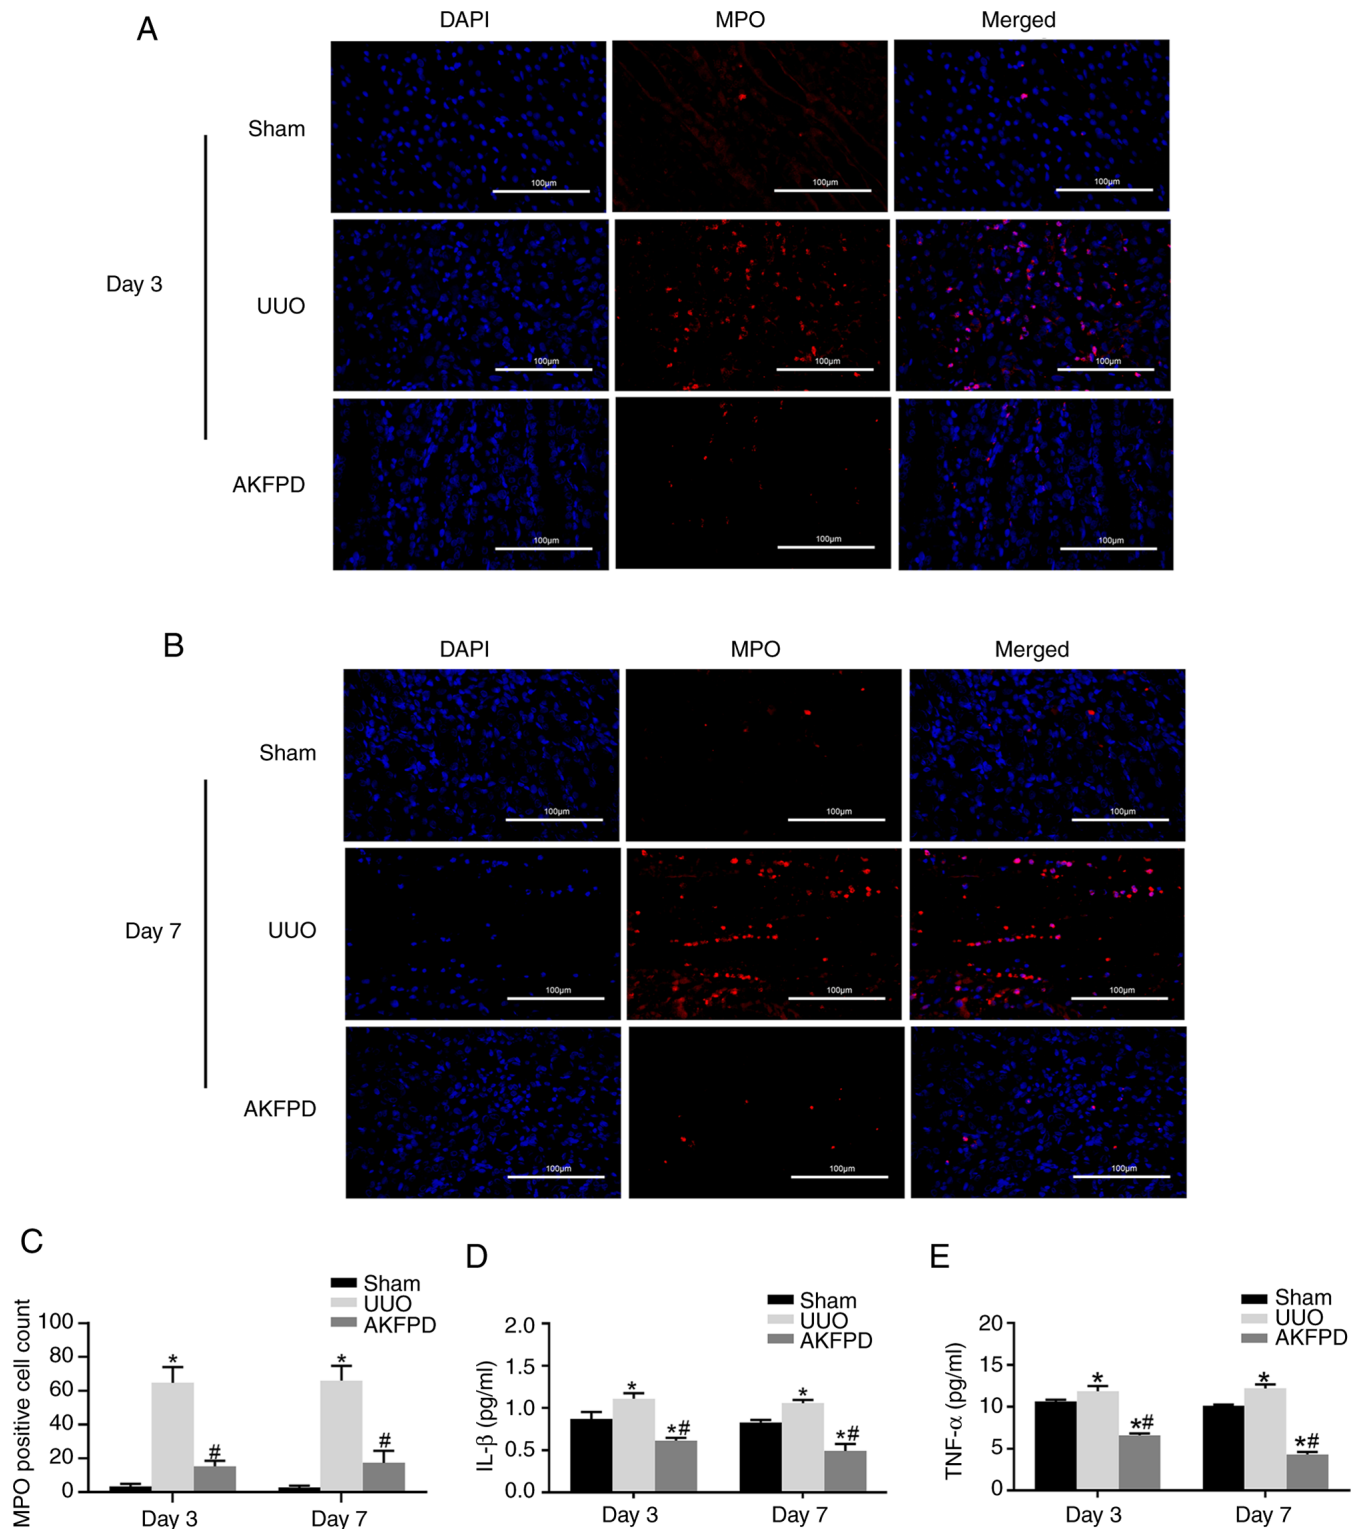 A
DAPI MPO Merged
Sham
100µm 100µm 100µm
Day 3
UUO
100µm 100µm 100µm
AKFPD
100µm 100µm 100µm
B
DAPI MPO Merged
Sham
100µm 100µm 100µm
Day 7
UUO
100µm 100µm 100µm
AKFPD
100µm 100µm 100µm
C
Sham
UUO
AKFPD
MPO positive cell count
100
80
60
40
20
0
* # * #
Day 3 Day 7
D
Sham
UUO
AKFPD
IL-β (pg/ml)
2.0
1.5
1.0
0.5
0.0
* *# * *#
Day 3 Day 7
E
Sham
UUO
AKFPD
TNF-α (pg/ml)
20
15
10
5
0
* *# * *#
Day 3 Day 7